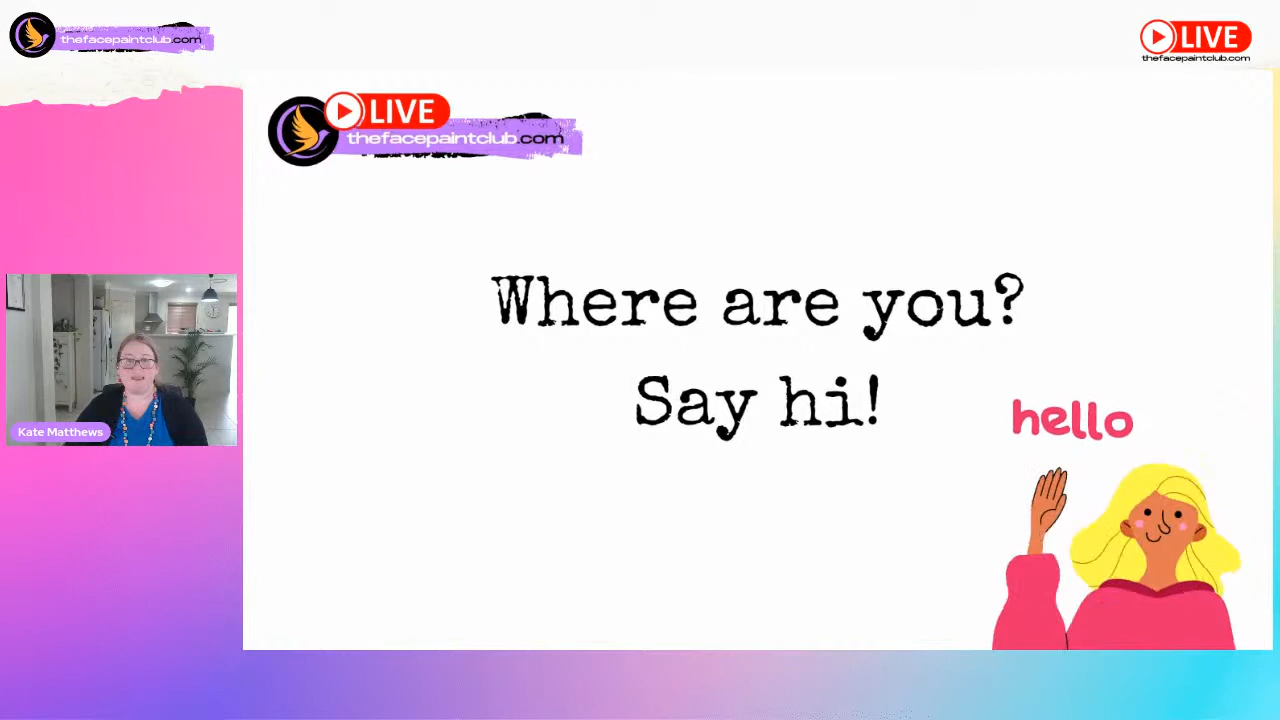 thefacepaintclub.com
LIVE
thefacepaintclub.com
LIVE
thefacepaintclub.com
Where are you?
Say hi!
hello
Kate Matthews